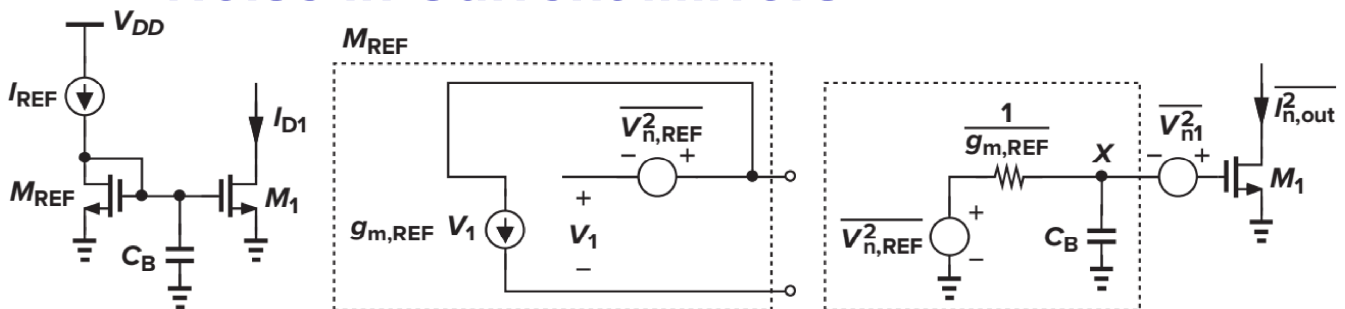 V_DD
I_REF
I_D1
M_REF
M_1
C_B
M_REF
V²_n,REF
− +
g_m,REF V_1
+
V_1
−
1
g_m,REF
X
V²_n1
− +
I²_n,out
M_1
V²_n,REF
+
−
C_B